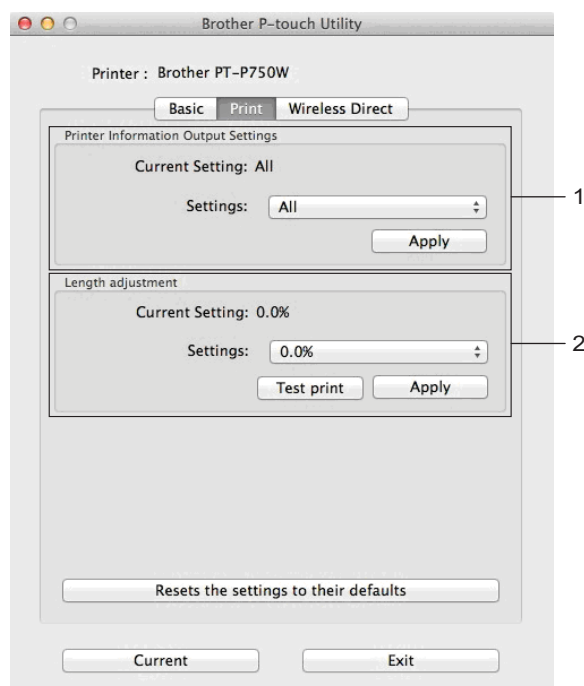 Brother P-touch Utility
Printer : Brother PT-P750W
Basic Print Wireless Direct
Printer Information Output Settings
Current Setting: All
Settings: All
1
Apply
Length adjustment
Current Setting: 0.0%
Settings: 0.0%
2
Test print Apply
Resets the settings to their defaults
Current Exit